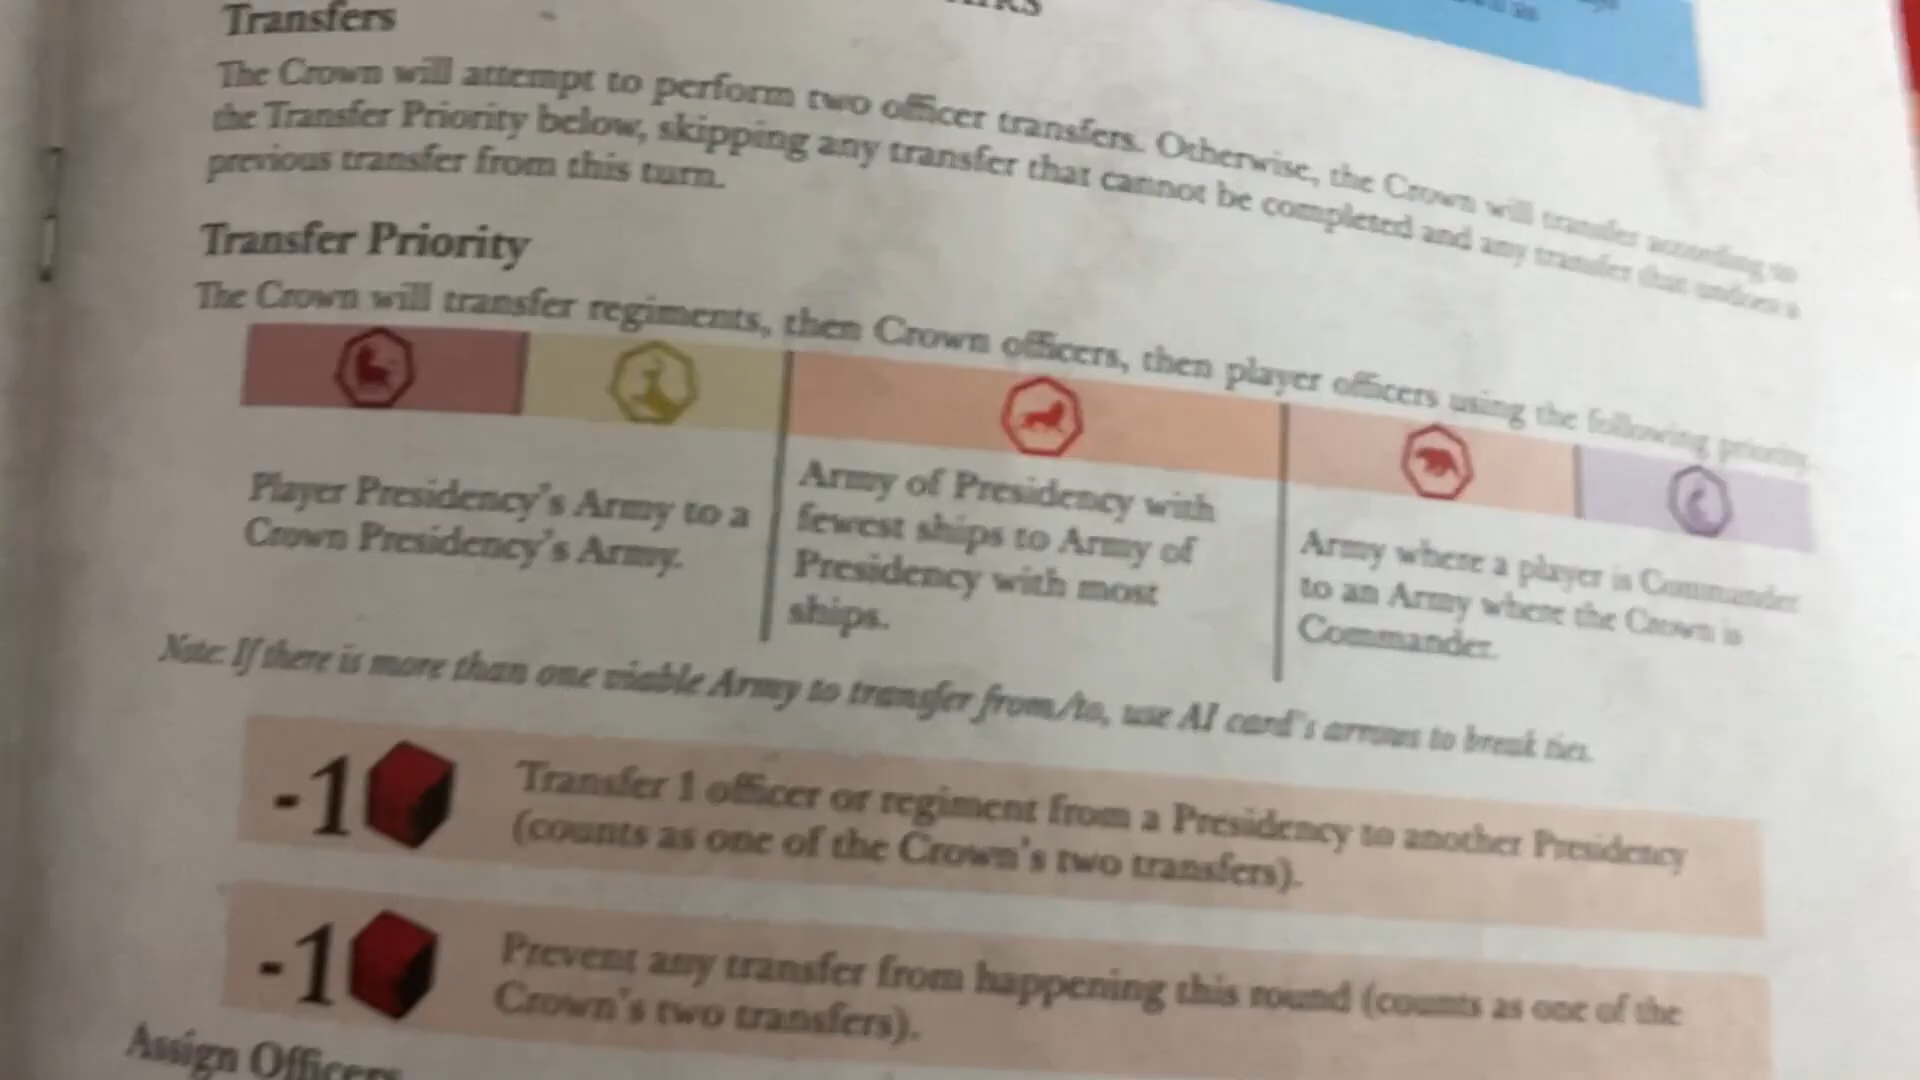 Transfers
The Crown will attempt to perform two officer transfers. Otherwise, the Crown will transfer according to
the Transfer Priority below, skipping any transfer that cannot be completed and any transfer that undoes a
previous transfer from this turn.
Transfer Priority
The Crown will transfer regiments, then Crown officers, then player officers using the following priority.
Player Presidency's Army to a
Crown Presidency's Army.
Army of Presidency with
fewest ships to Army of
Presidency with most
ships.
Army where a player is Commander
to an Army where the Crown is
Commander.
Note: If there is more than one viable Army to transfer from/to, use AI card's arrows to break ties.
-1
Transfer 1 officer or regiment from a Presidency to another Presidency
(counts as one of the Crown's two transfers).
-1
Prevent any transfer from happening this round (counts as one of the
Crown's two transfers).
Assign Officers